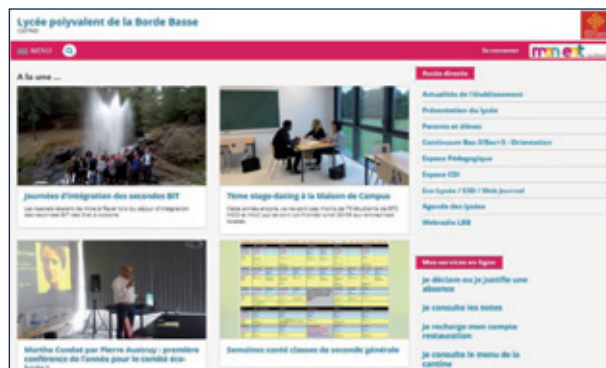 Lycée polyvalent de la Borde Basse
CASTRES
MENU
Se connecter
mon ent
A la une ...
Journées d'intégration des secondes BIT
7ème stage-dating à la Maison de Campus
Marthe Condat par Pierre Austruy : première
conférence de l'année pour le comité éco-
Semaines santé classes de seconde générale
Accès directs
Actualités de l'établissement
Présentation du lycée
Parents et élèves
Continuum Bac-3/Bac+3 - Orientation
Espace Pédagogique
Espace CDI
Eco-Lycée / E3D / Web Journal
Agenda des lycées
Webradio LBB
Mes services en ligne
Je déclare ou je justifie une
absence
Je consulte les notes
Je recharge mon compte
restauration
Je consulte le menu de la
cantine